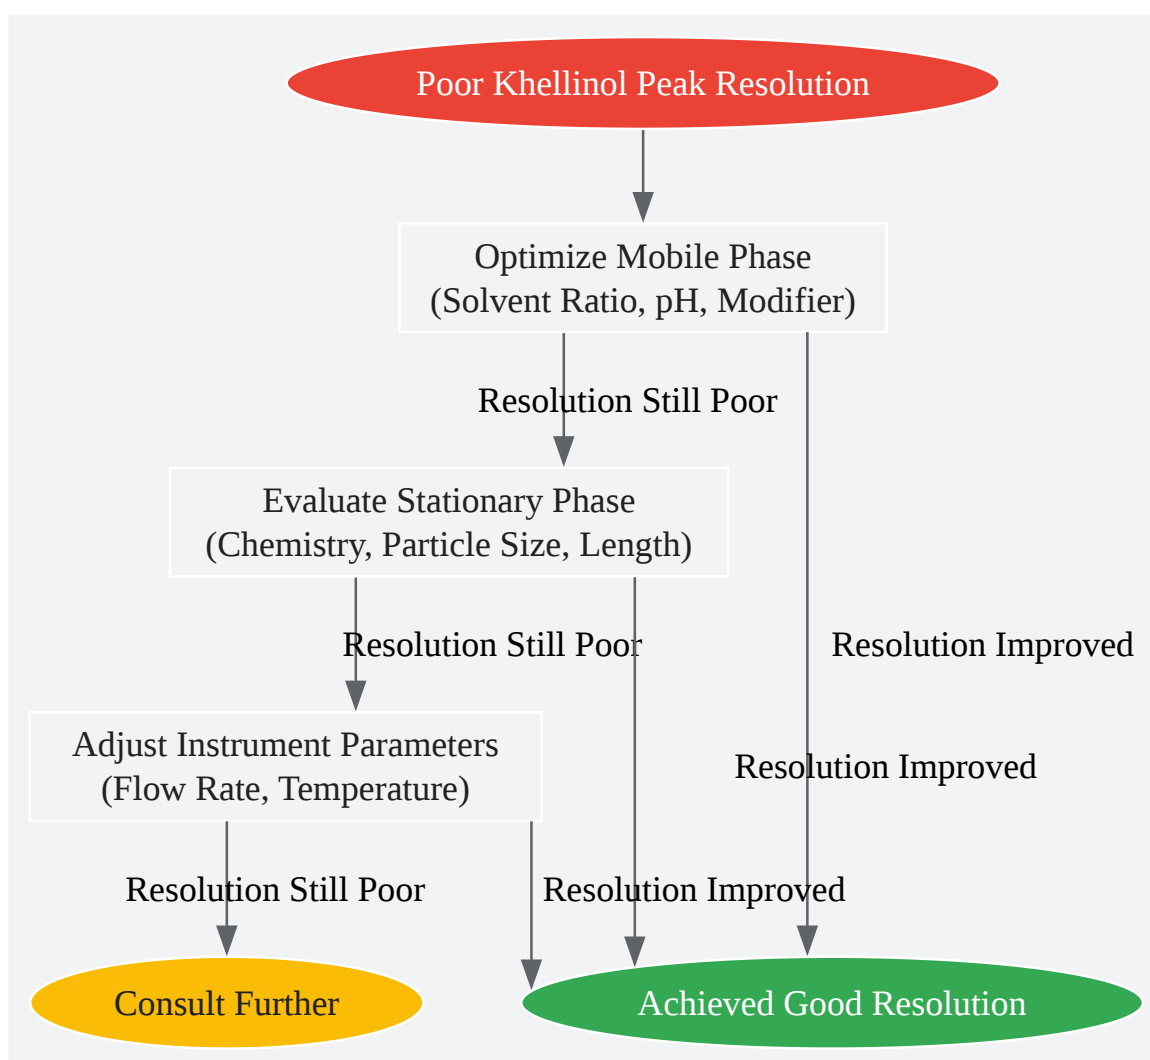 Poor Khellinol Peak Resolution
Optimize Mobile Phase
(Solvent Ratio, pH, Modifier)
Resolution Still Poor
Evaluate Stationary Phase
(Chemistry, Particle Size, Length)
Resolution Still Poor
Resolution Improved
Adjust Instrument Parameters
(Flow Rate, Temperature)
Resolution Improved
Resolution Still Poor
Resolution Improved
Consult Further
Achieved Good Resolution